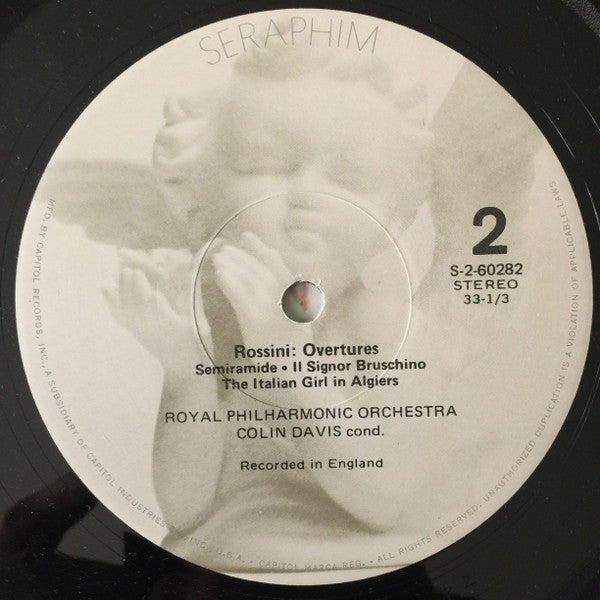 SERAPHIM
2
S-2-60282
STEREO
33-1/3
Rossini: Overtures
Semiramide • Il Signor Bruschino
The Italian Girl in Algiers
ROYAL PHILHARMONIC ORCHESTRA
COLIN DAVIS cond.
Recorded in England
MFD. BY CAPITOL RECORDS, INC., A SUBSIDIARY OF CAPITOL INDUSTRIES U.S.A. • CAPITOL MARCA REG. • ALL RIGHTS RESERVED. UNAUTHORIZED DUPLICATION IS A VIOLATION OF APPLICABLE LAWS